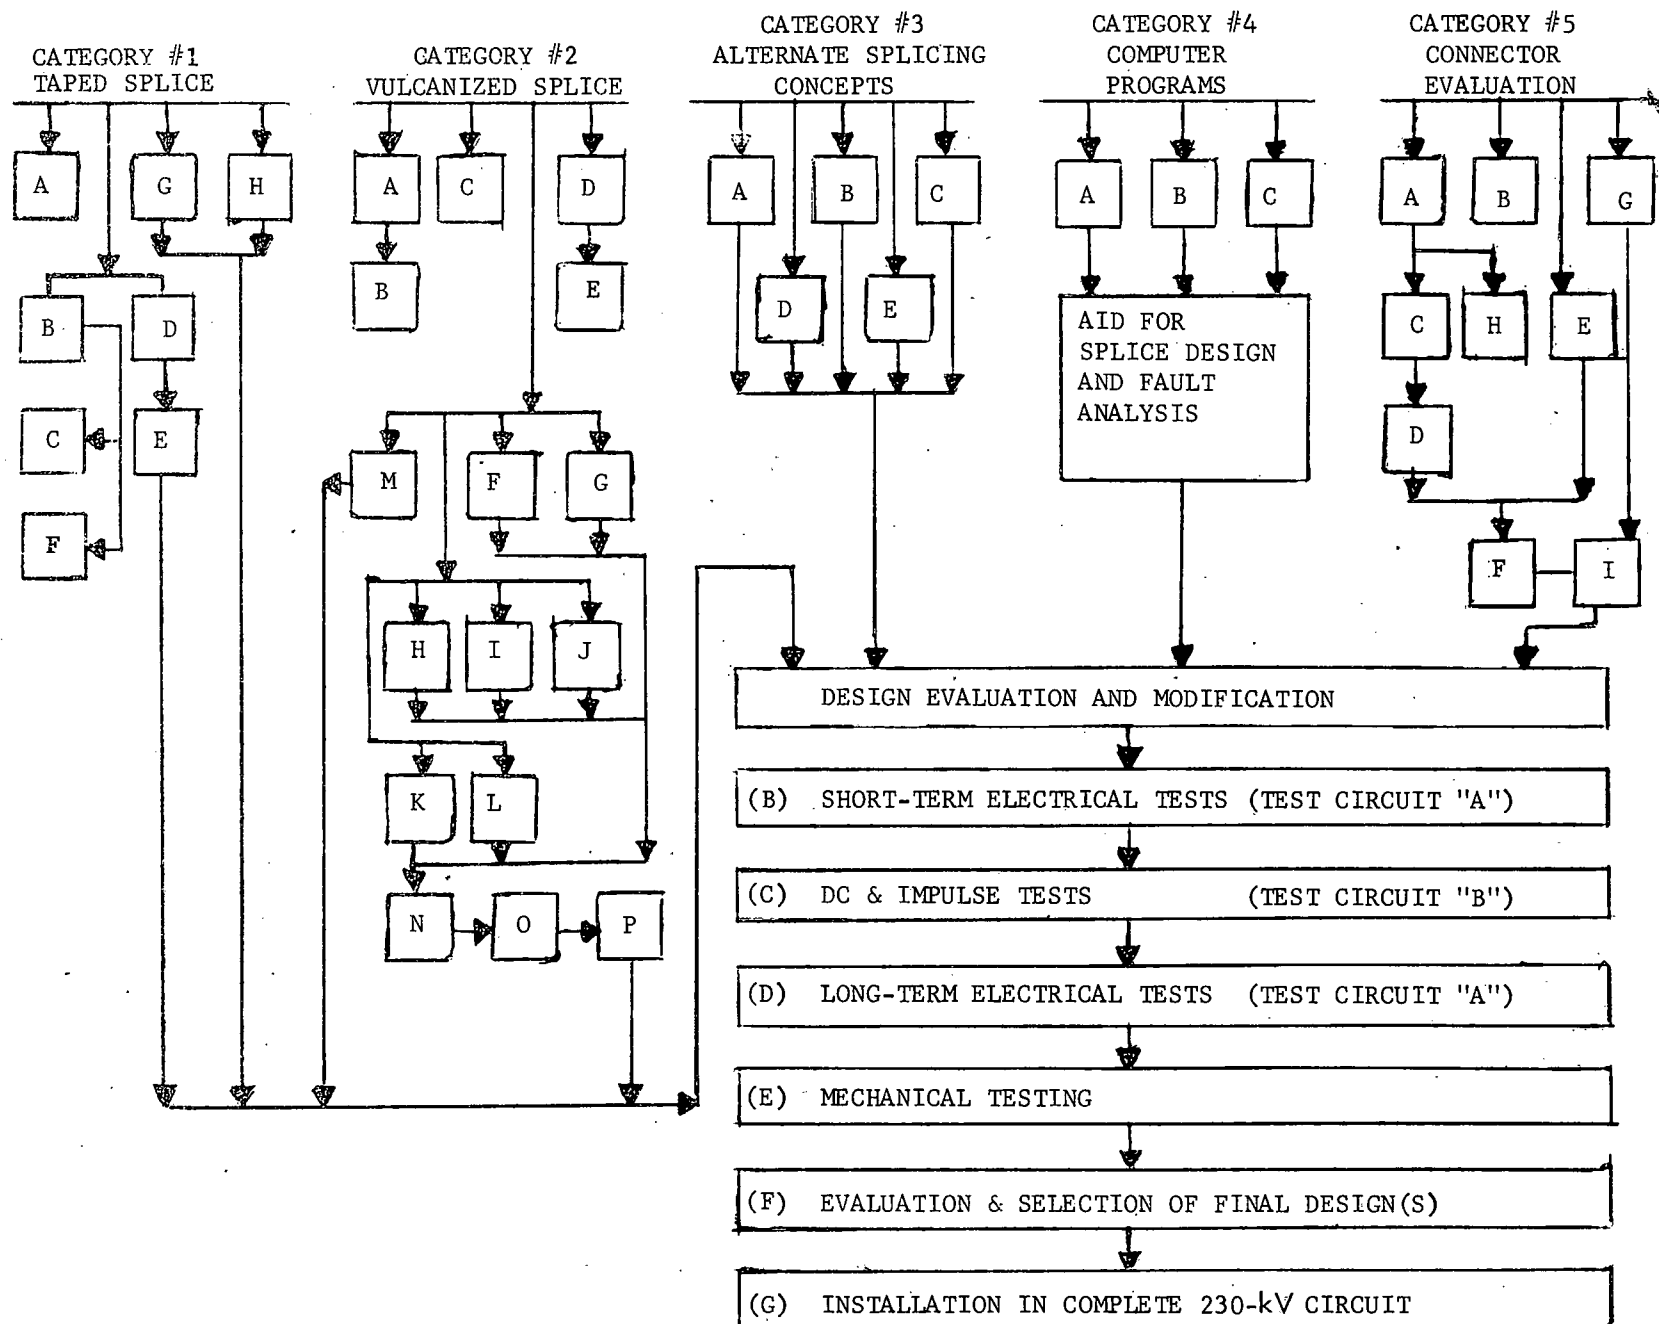 CATEGORY #1
TAPED SPLICE
A
G
H
B
D
C
E
F
CATEGORY #2
VULCANIZED SPLICE
A
C
D
B
E
M
F
G
H
I
J
K
L
N
O
P
CATEGORY #3
ALTERNATE SPLICING
CONCEPTS
A
B
C
D
E
CATEGORY #4
COMPUTER
PROGRAMS
A
B
C
AID FOR
SPLICE DESIGN
AND FAULT
ANALYSIS
CATEGORY #5
CONNECTOR
EVALUATION
A
B
G
C
H
E
D
F
I
DESIGN EVALUATION AND MODIFICATION
(B) SHORT-TERM ELECTRICAL TESTS (TEST CIRCUIT "A")
(C) DC & IMPULSE TESTS (TEST CIRCUIT "B")
(D) LONG-TERM ELECTRICAL TESTS (TEST CIRCUIT "A")
(E) MECHANICAL TESTING
(F) EVALUATION & SELECTION OF FINAL DESIGN(S)
(G) INSTALLATION IN COMPLETE 230-kV CIRCUIT